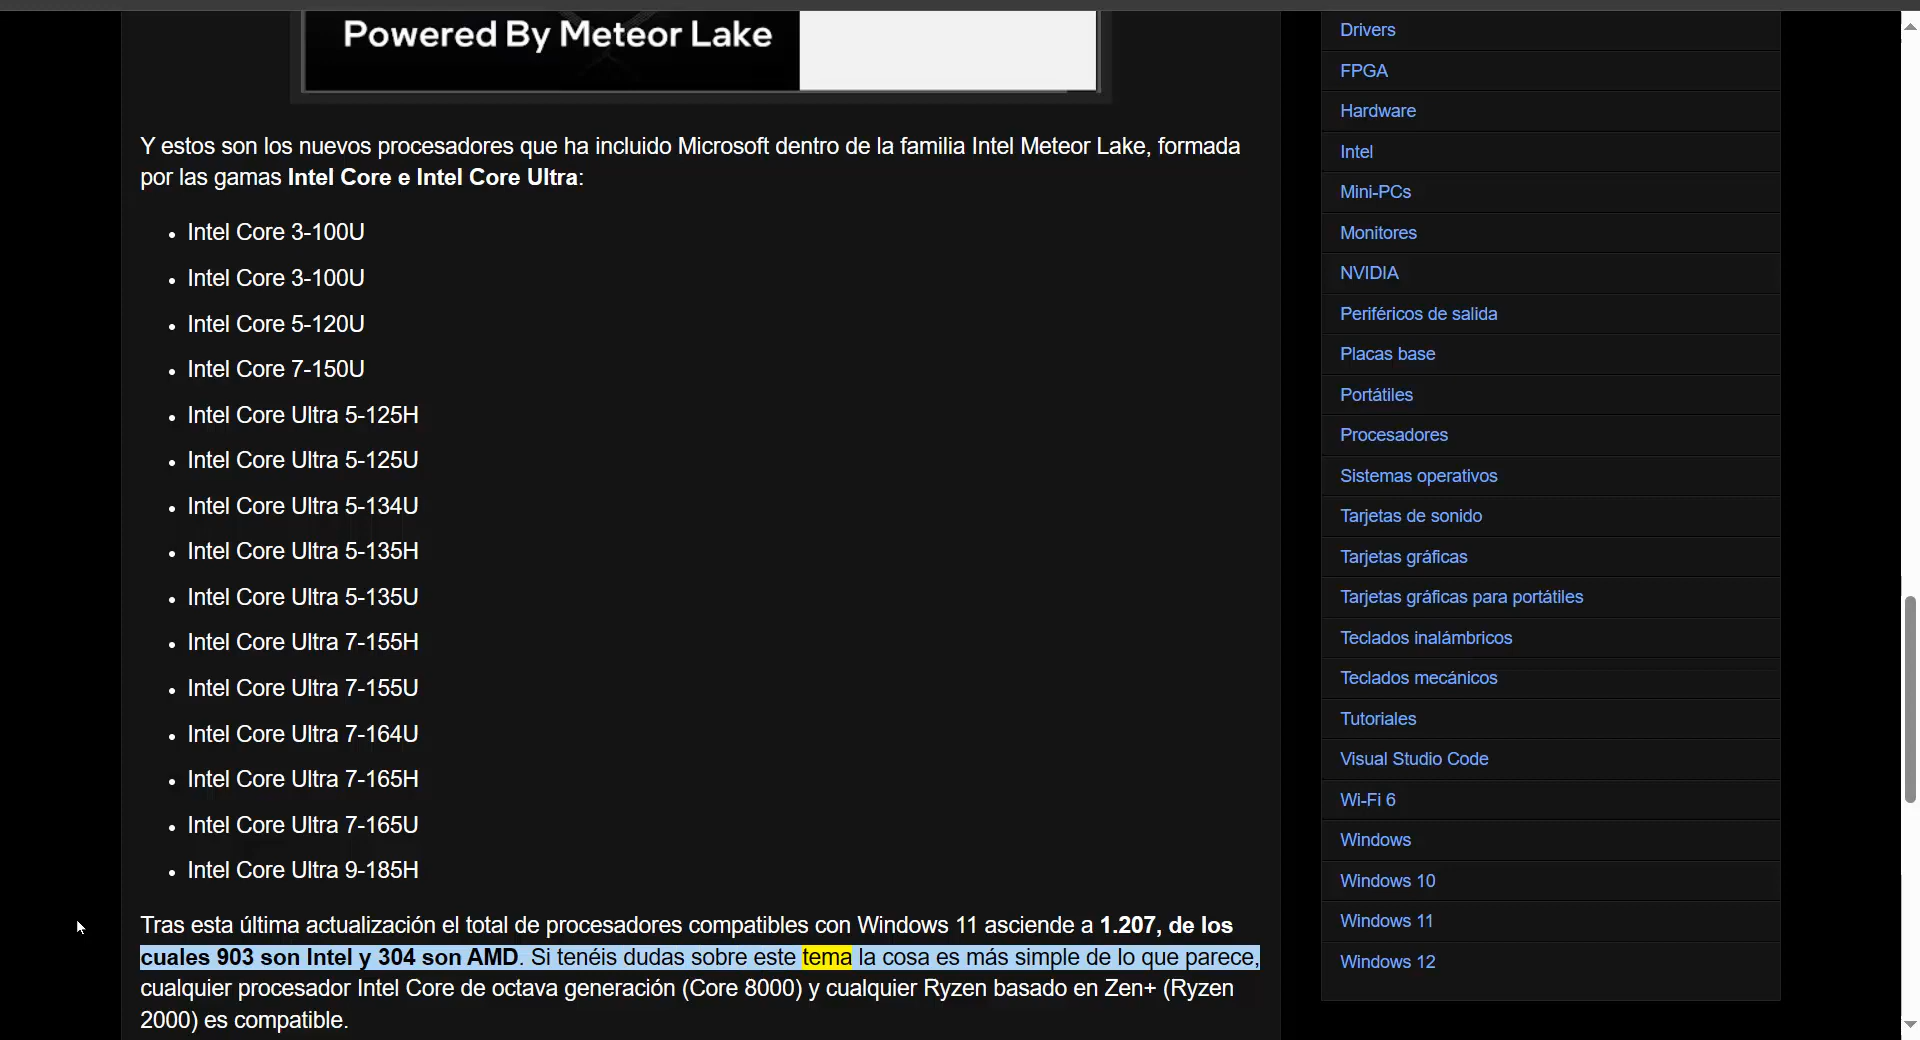 Powered By Meteor Lake
Y estos son los nuevos procesadores que ha incluido Microsoft dentro de la familia Intel Meteor Lake, formada
por las gamas Intel Core e Intel Core Ultra:
Intel Core 3-100U
Intel Core 3-100U
Intel Core 5-120U
Intel Core 7-150U
Intel Core Ultra 5-125H
Intel Core Ultra 5-125U
Intel Core Ultra 5-134U
Intel Core Ultra 5-135H
Intel Core Ultra 5-135U
Intel Core Ultra 7-155H
Intel Core Ultra 7-155U
Intel Core Ultra 7-164U
Intel Core Ultra 7-165H
Intel Core Ultra 7-165U
Intel Core Ultra 9-185H
Tras esta última actualización el total de procesadores compatibles con Windows 11 asciende a 1.207, de los
cuales 903 son Intel y 304 son AMD. Si tenéis dudas sobre este tema la cosa es más simple de lo que parece,
cualquier procesador Intel Core de octava generación (Core 8000) y cualquier Ryzen basado en Zen+ (Ryzen
2000) es compatible.
Drivers
FPGA
Hardware
Intel
Mini-PCs
Monitores
NVIDIA
Periféricos de salida
Placas base
Portátiles
Procesadores
Sistemas operativos
Tarjetas de sonido
Tarjetas gráficas
Tarjetas gráficas para portátiles
Teclados inalámbricos
Teclados mecánicos
Tutoriales
Visual Studio Code
Wi-Fi 6
Windows
Windows 10
Windows 11
Windows 12